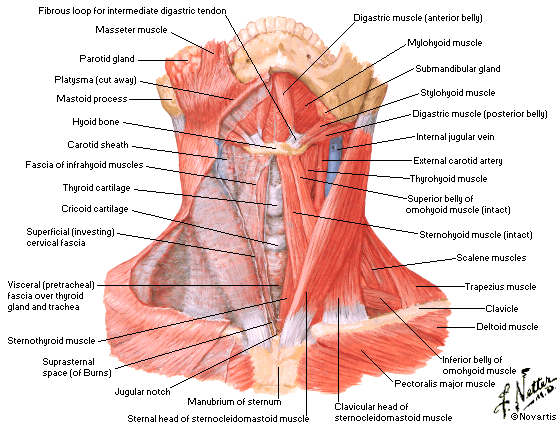 Fibrous loop for intermediate digastric tendon
Masseter muscle
Parotid gland
Platysma (cut away)
Mastoid process
Hyoid bone
Carotid sheath
Fascia of infrahyoid muscles
Thyroid cartilage
Cricoid cartilage
Superficial (investing)
cervical fascia
Visceral (pretracheal)
fascia over thyroid
gland and trachea
Sternothyroid muscle
Suprasternal
space (of Burns)
Jugular notch
Manubrium of sternum
Sternal head of sternocleidomastoid muscle
Digastric muscle (anterior belly)
Mylohyoid muscle
Submandibular gland
Stylohyoid muscle
Digastric muscle (posterior belly)
Internal jugular vein
External carotid artery
Thyrohyoid muscle
Superior belly of
omohyoid muscle (intact)
Sternohyoid muscle (intact)
Scalene muscles
Trapezius muscle
Clavicle
Deltoid muscle
Inferior belly of
omohyoid muscle
Pectoralis major muscle
Clavicular head of
sternocleidomastoid muscle
F. Netter
M.D.
© Novartis